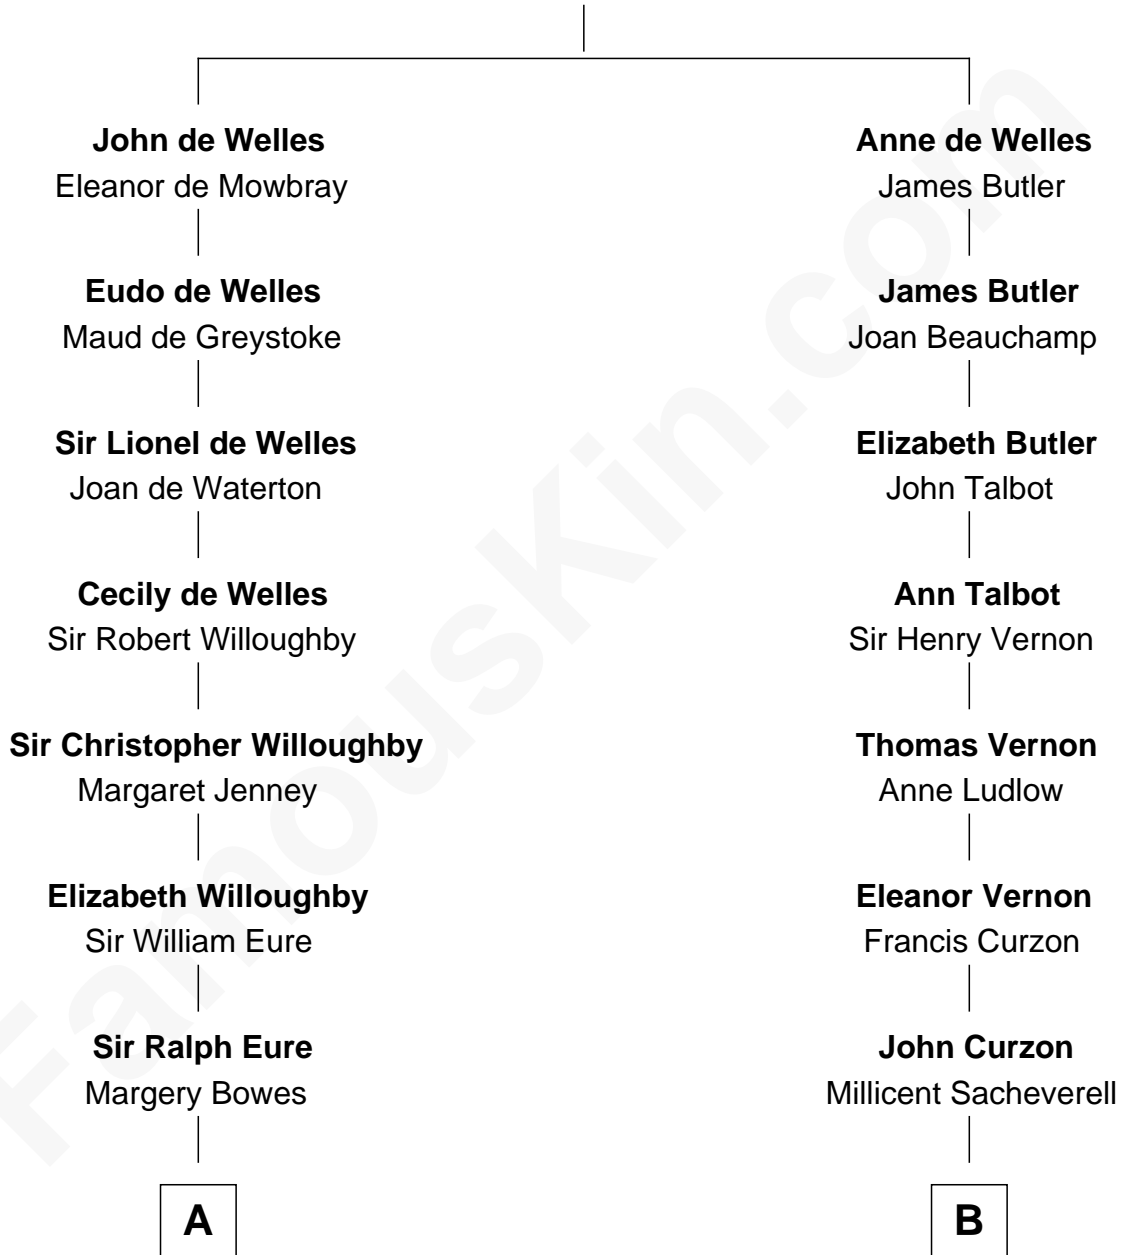 John de Welles
Eleanor de Mowbray
Eudo de Welles
Maud de Greystoke
Sir Lionel de Welles
Joan de Waterton
Cecily de Welles
Sir Robert Willoughby
Sir Christopher Willoughby
Margaret Jenney
Elizabeth Willoughby
Sir William Eure
Sir Ralph Eure
Margery Bowes
A
Anne de Welles
James Butler
James Butler
Joan Beauchamp
Elizabeth Butler
John Talbot
Ann Talbot
Sir Henry Vernon
Thomas Vernon
Anne Ludlow
Eleanor Vernon
Francis Curzon
John Curzon
Millicent Sacheverell
B
FamousKin.com